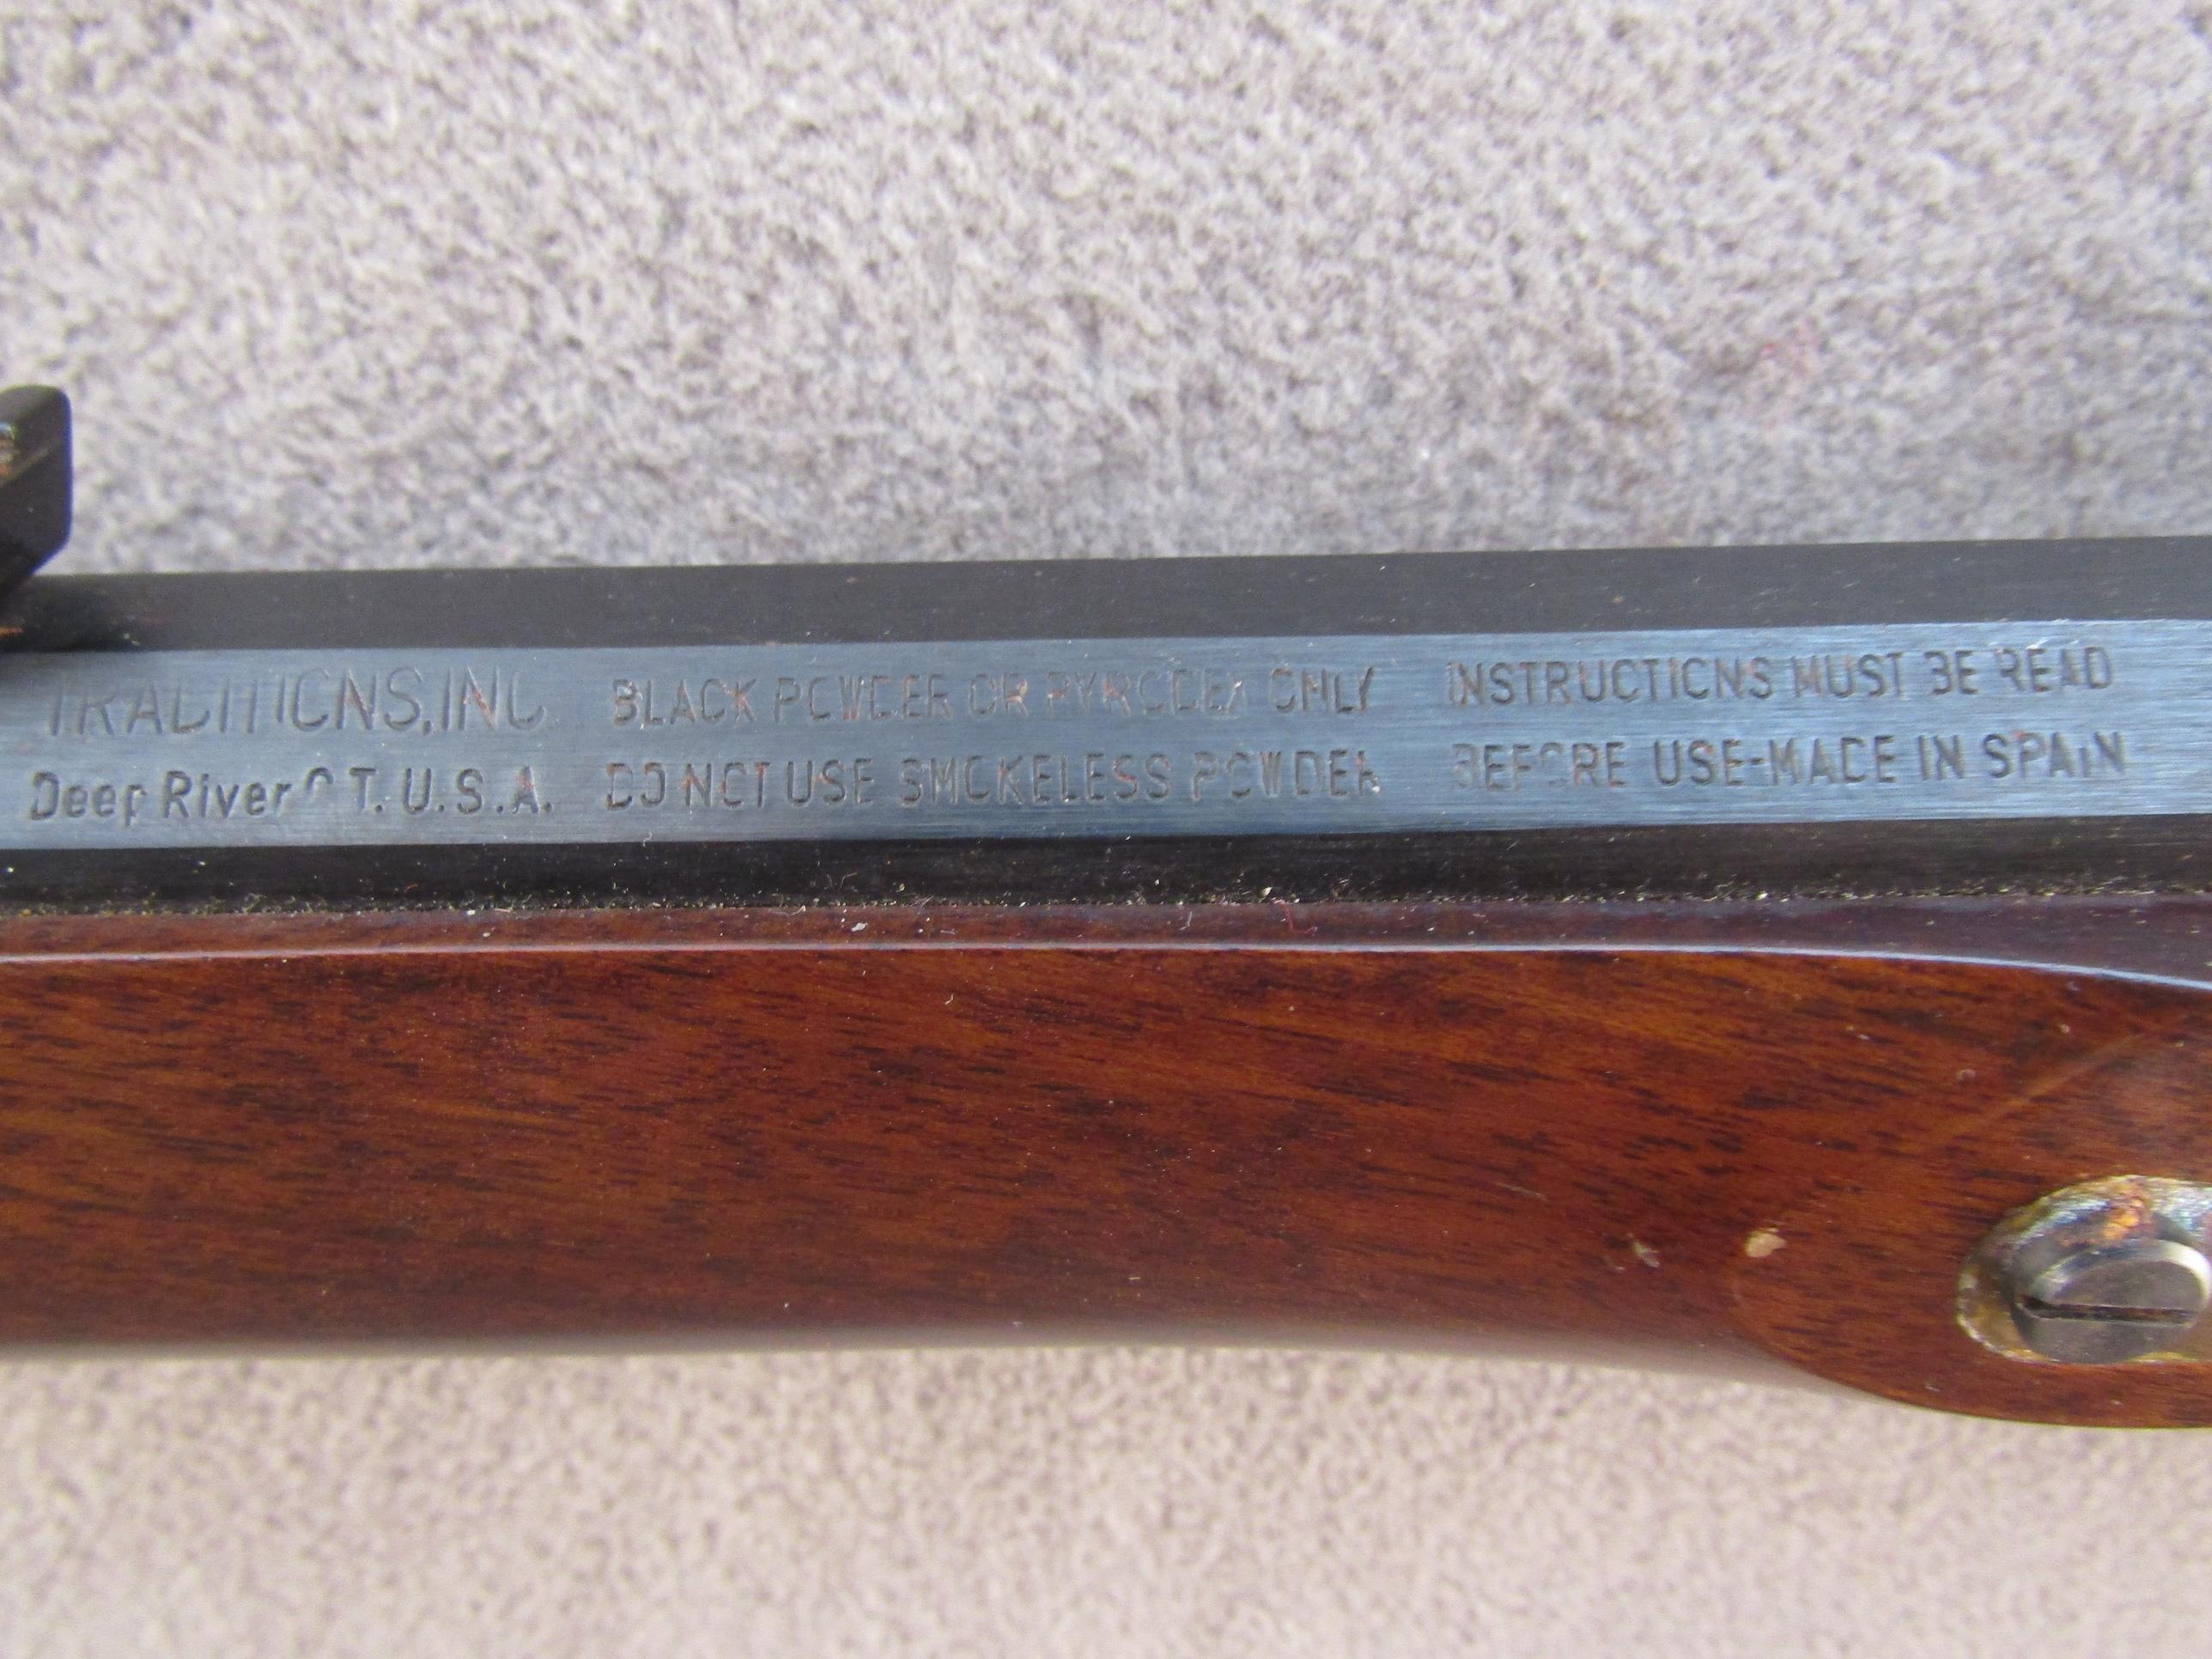 TRADITIONS, INC. BLACK POWDER OR PYRODEX ONLY INSTRUCTIONS MUST BE READ
Deep River CT. U.S.A. DO NOT USE SMOKELESS POWDER BEFORE USE-MADE IN SPAIN